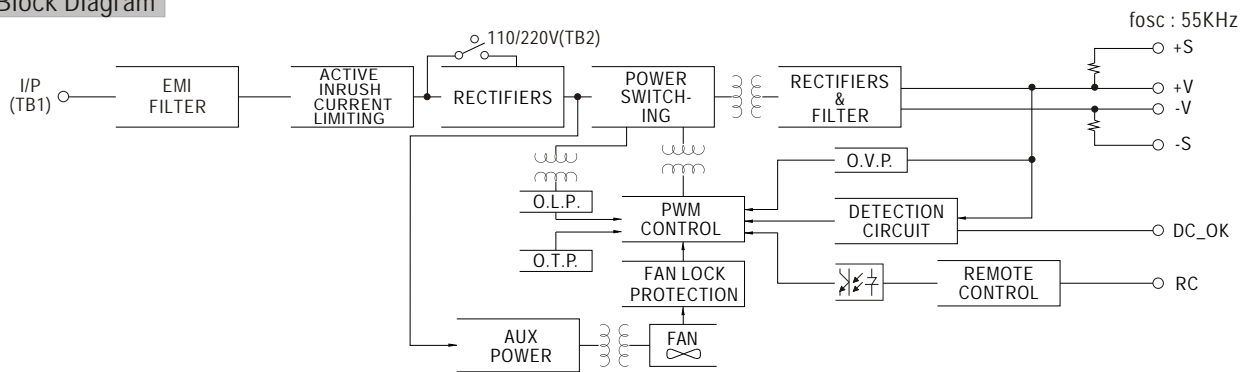 Block Diagram
fosc : 55KHz
I/P
(TB1)
EMI
FILTER
ACTIVE
INRUSH
CURRENT
LIMITING
110/220V(TB2)
RECTIFIERS
POWER
SWITCH-
ING
RECTIFIERS
&
FILTER
+S
+V
-V
-S
O.V.P.
O.L.P.
O.T.P.
PWM
CONTROL
DETECTION
CIRCUIT
DC_OK
FAN LOCK
PROTECTION
REMOTE
CONTROL
RC
AUX
POWER
FAN